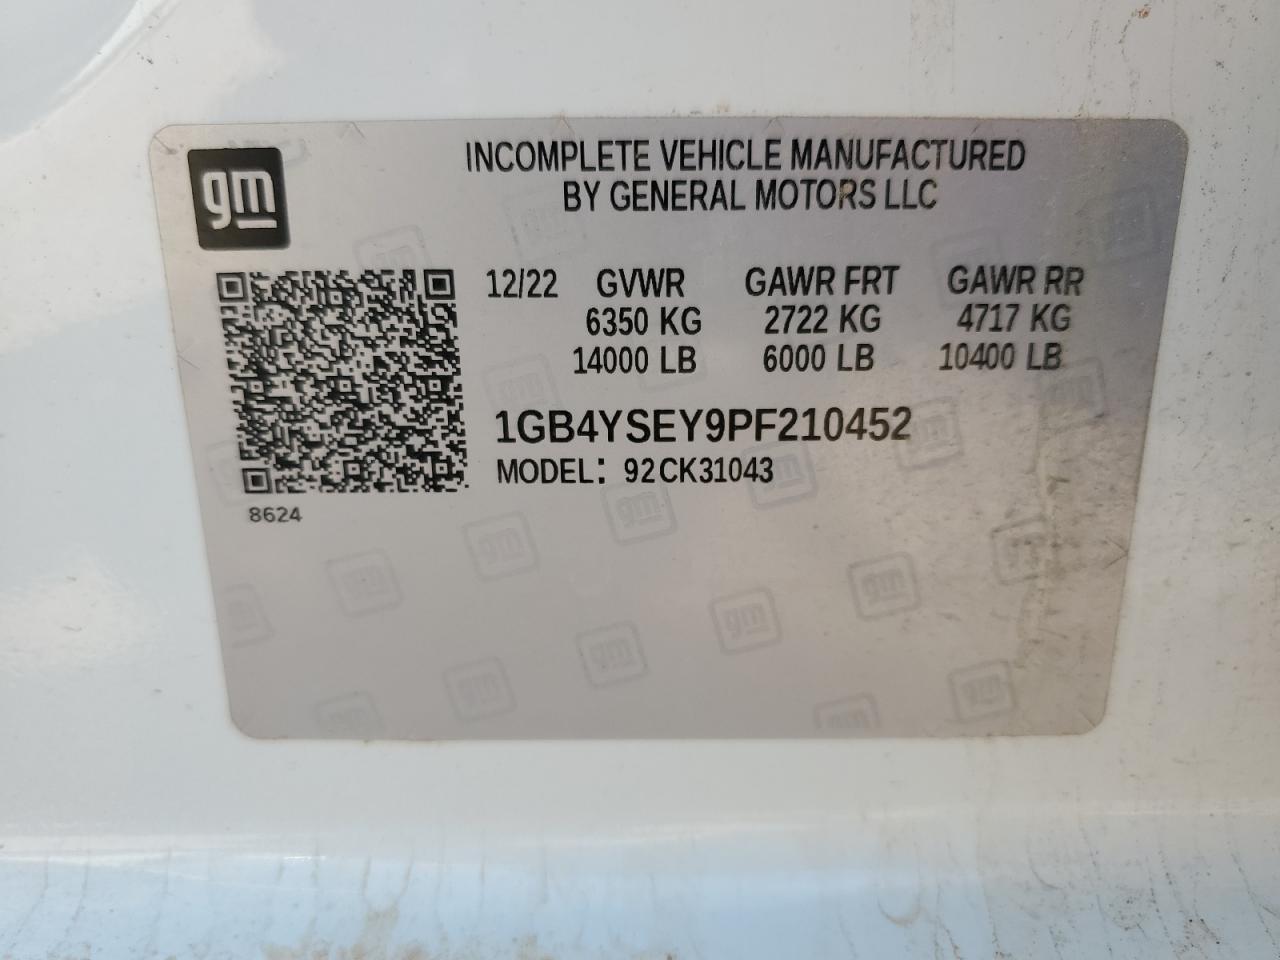 gm
INCOMPLETE VEHICLE MANUFACTURED
BY GENERAL MOTORS LLC
12/22 GVWR GAWR FRT GAWR RR
6350 KG 2722 KG 4717 KG
14000 LB 6000 LB 10400 LB
1GB4YSEY9PF210452
MODEL: 92CK31043
8624